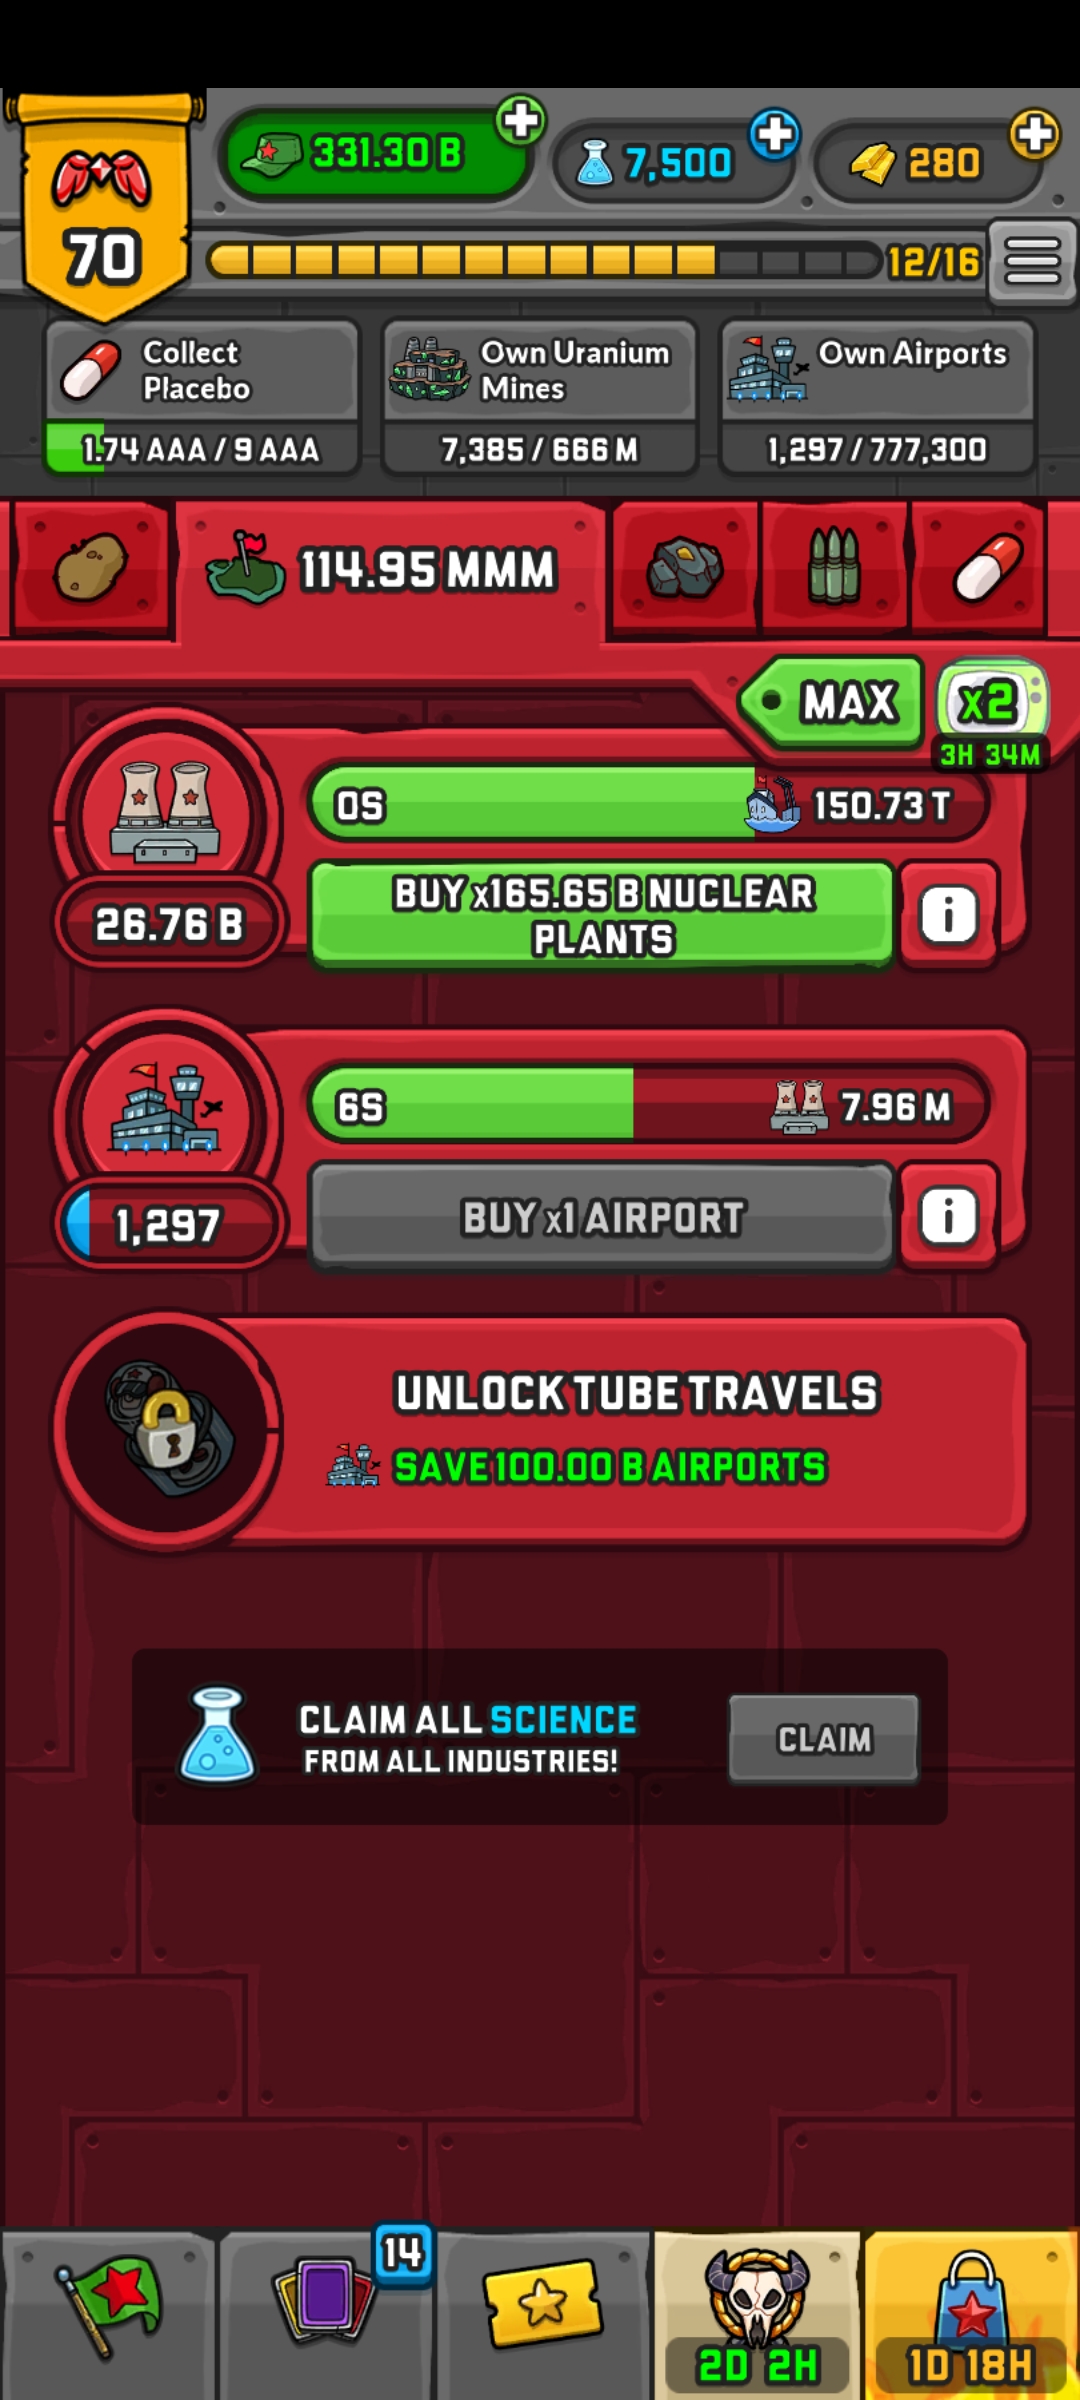 331.30 B
7,500
280
70
12/16
Collect
Placebo
1.74 AAA / 9 AAA
Own Uranium
Mines
7,385 / 666 M
Own Airports
1,297 / 777,300
114.95 MMM
MAX
x2
3H 34M
0S
150.73 T
26.76 B
BUY x165.65 B NUCLEAR
PLANTS
i
6S
7.96 M
1,297
BUY x1 AIRPORT
i
UNLOCK TUBE TRAVELS
SAVE 100.00 B AIRPORTS
CLAIM ALL SCIENCE
FROM ALL INDUSTRIES!
CLAIM
14
2D 2H
1D 18H